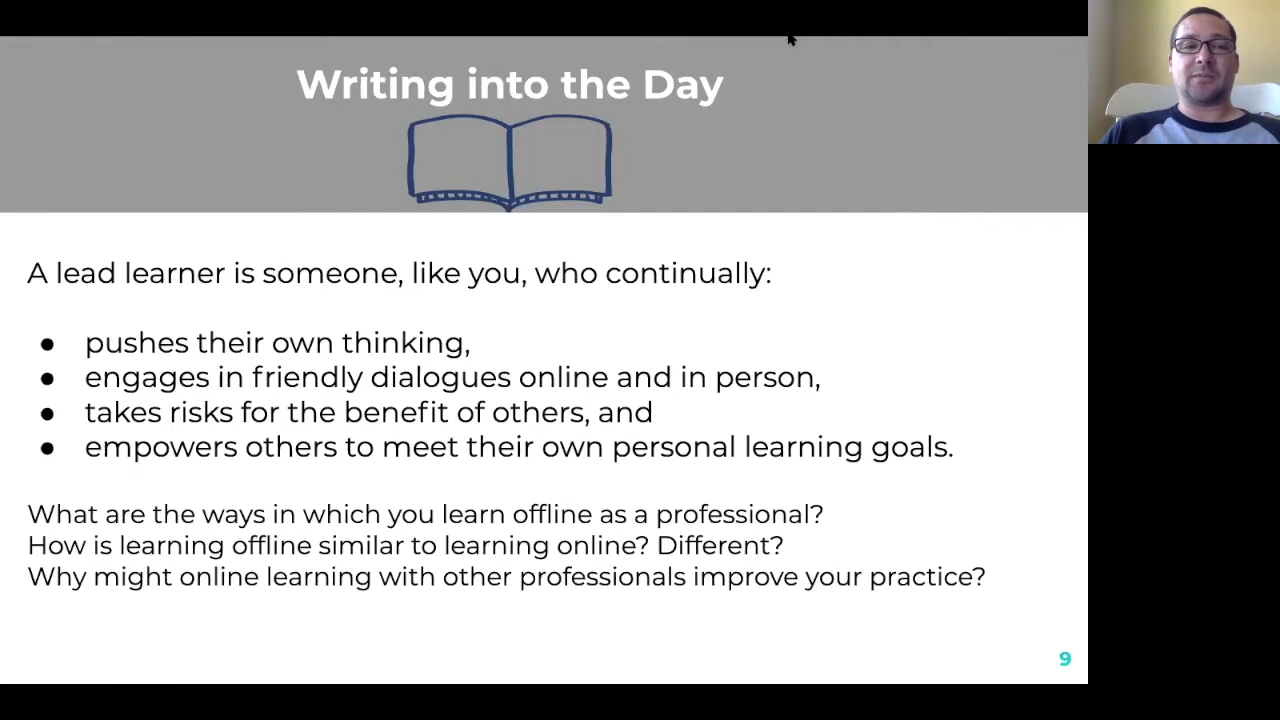 Writing into the Day
A lead learner is someone, like you, who continually:
● pushes their own thinking,
● engages in friendly dialogues online and in person,
● takes risks for the benefit of others, and
● empowers others to meet their own personal learning goals.
What are the ways in which you learn offline as a professional?
How is learning offline similar to learning online? Different?
Why might online learning with other professionals improve your practice?
9